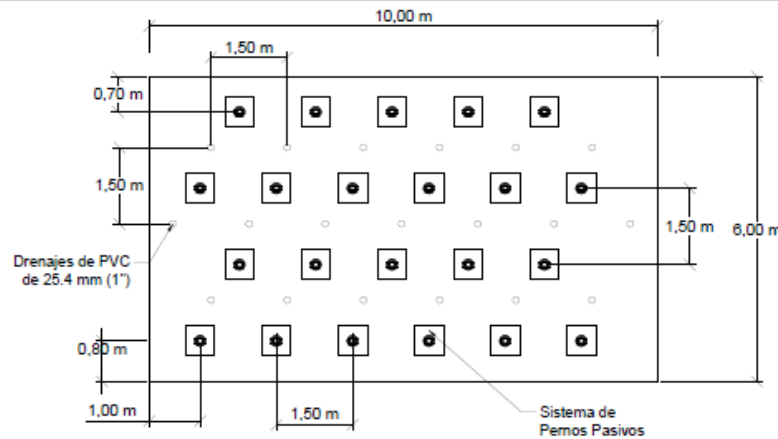 10,00 m
1,50 m
0,70 m
1,50 m
1,50 m
6,00 m
Drenajes de PVC
de 25.4 mm (1")
0,80 m
1,00 m
1,50 m
Sistema de
Pernos Pasivos